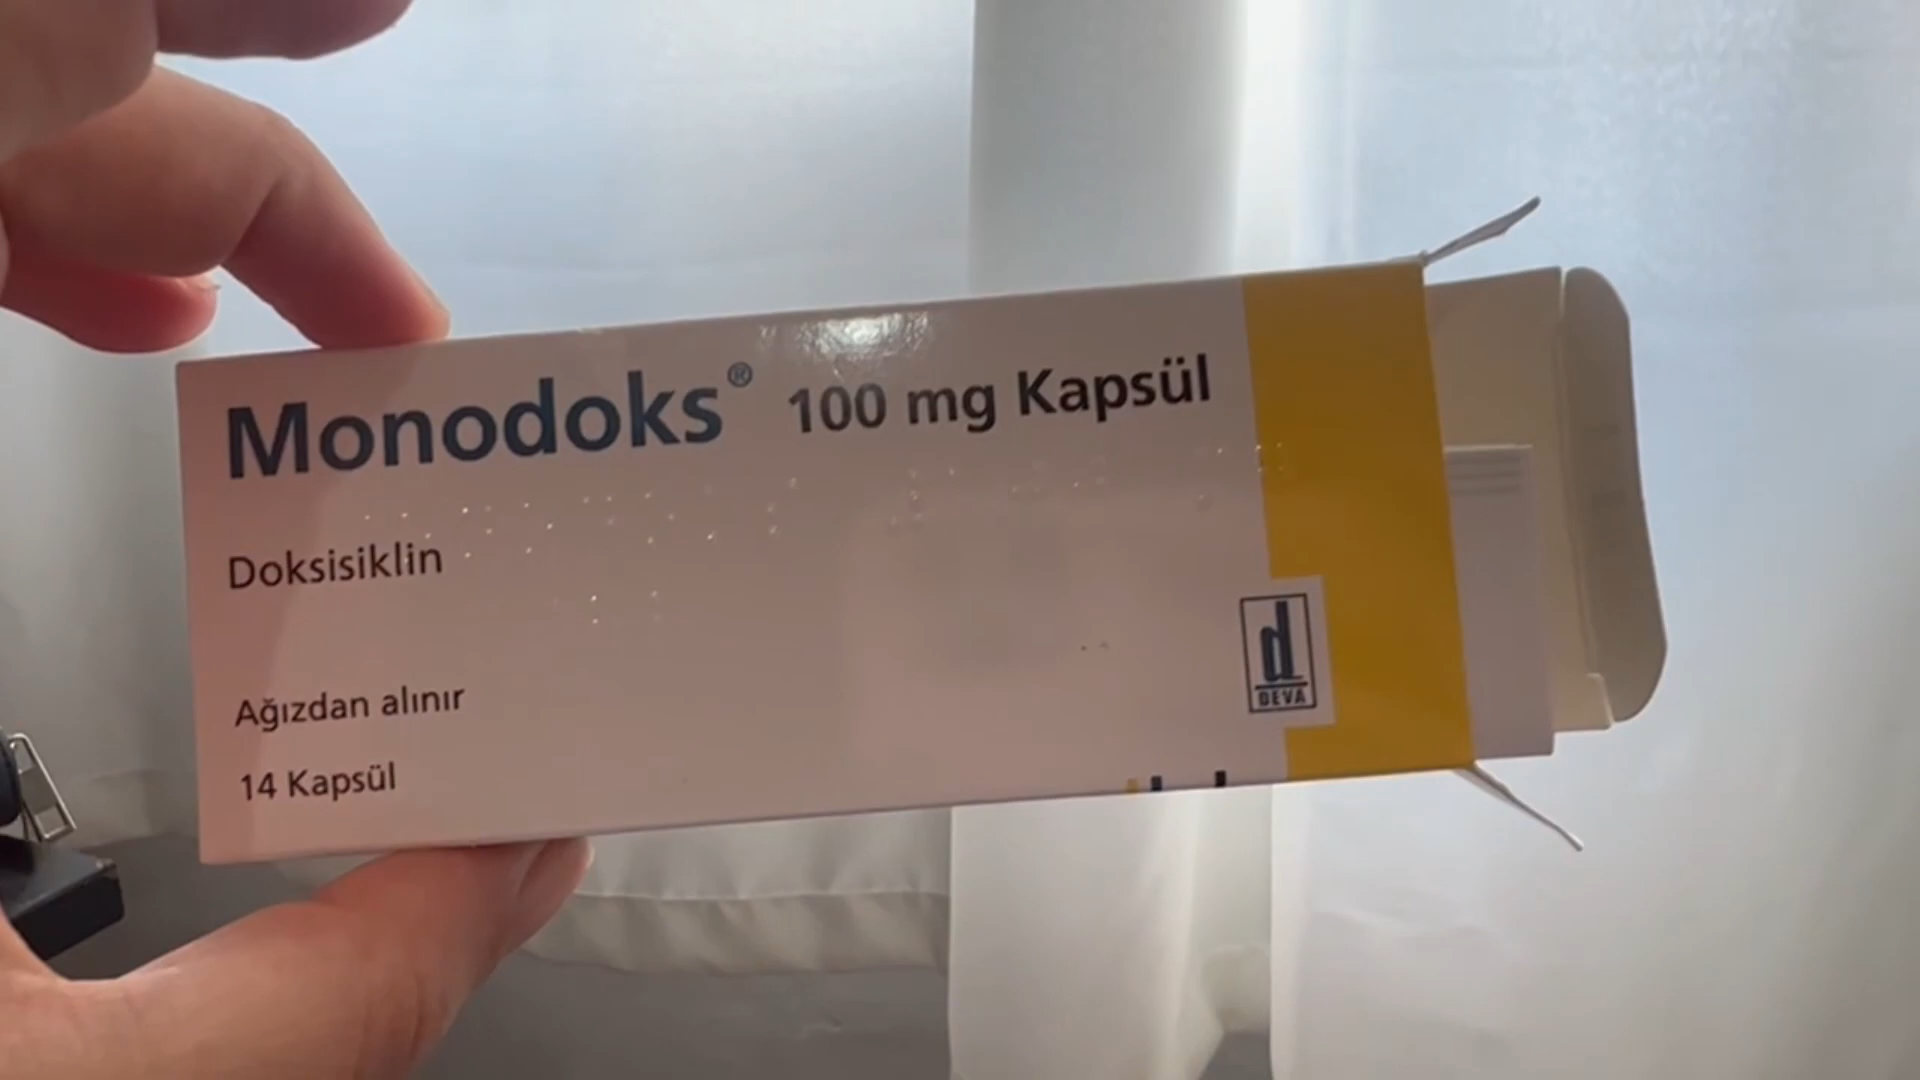 Monodoks® 100 mg Kapsül
Doksisiklin
Ağızdan alınır
14 Kapsül
d
DEVA